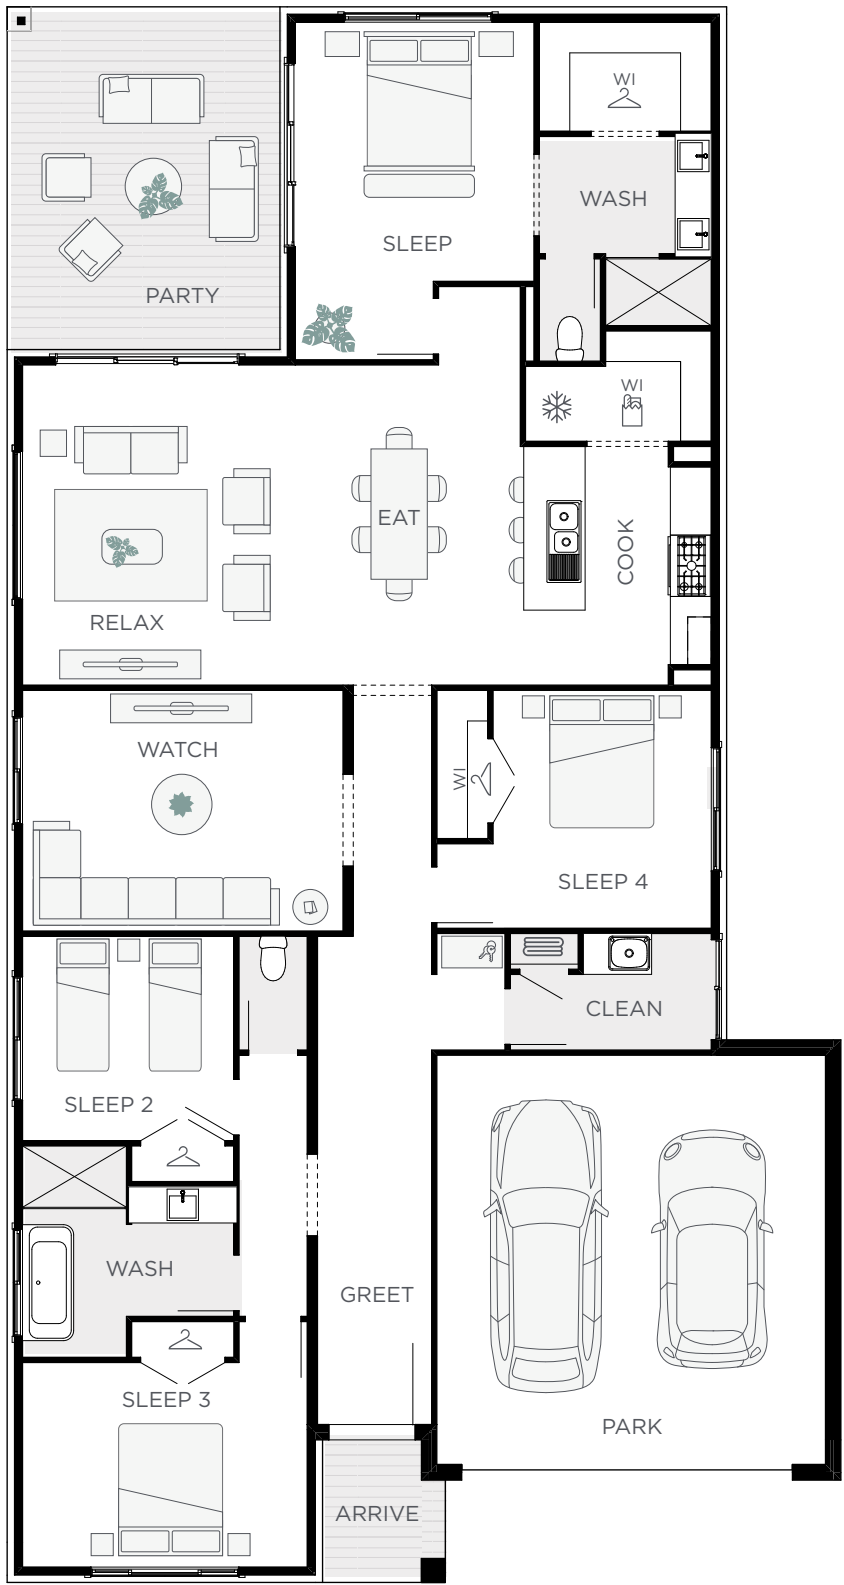 WI
WASH
SLEEP
PARTY
WI
EAT
COOK
RELAX
WATCH
WI
SLEEP 4
CLEAN
SLEEP 2
WASH
GREET
SLEEP 3
PARK
ARRIVE